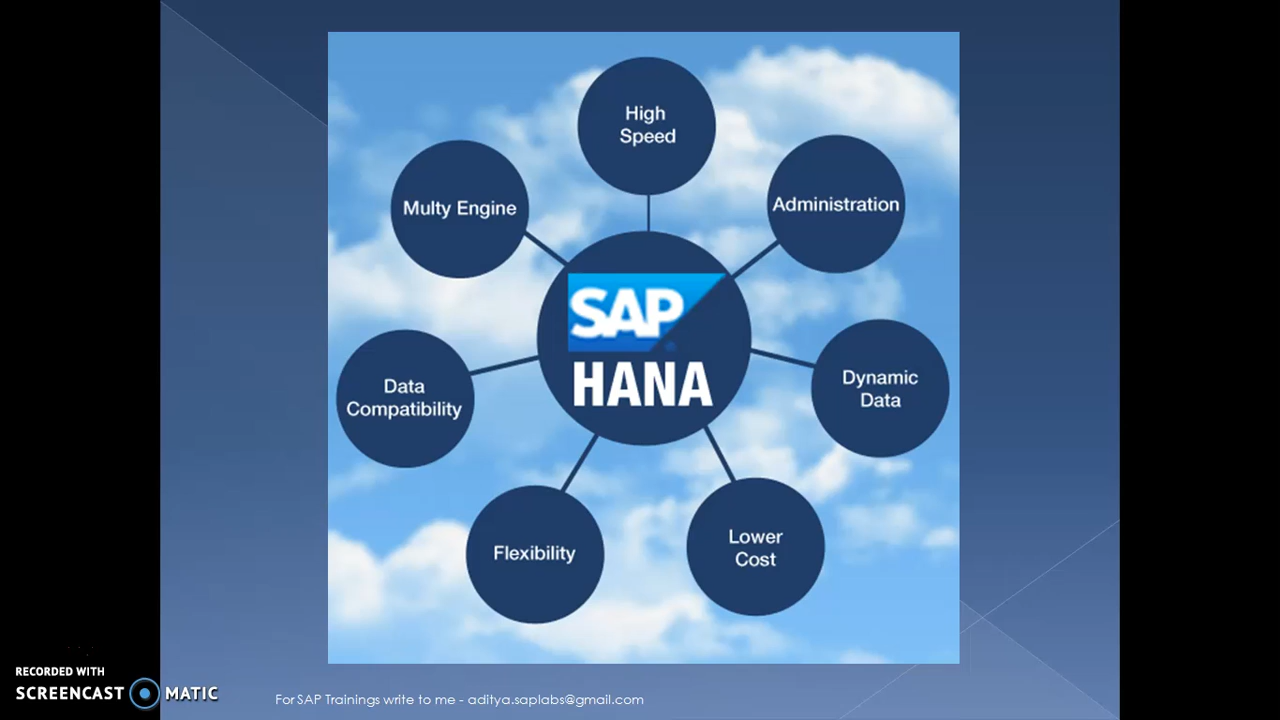 High
Speed
Multy Engine
Administration
SAP
HANA
Data
Compatibility
Dynamic
Data
Flexibility
Lower
Cost
RECORDED WITH
SCREENCAST MATIC
For SAP Trainings write to me - aditya.saplabs@gmail.com